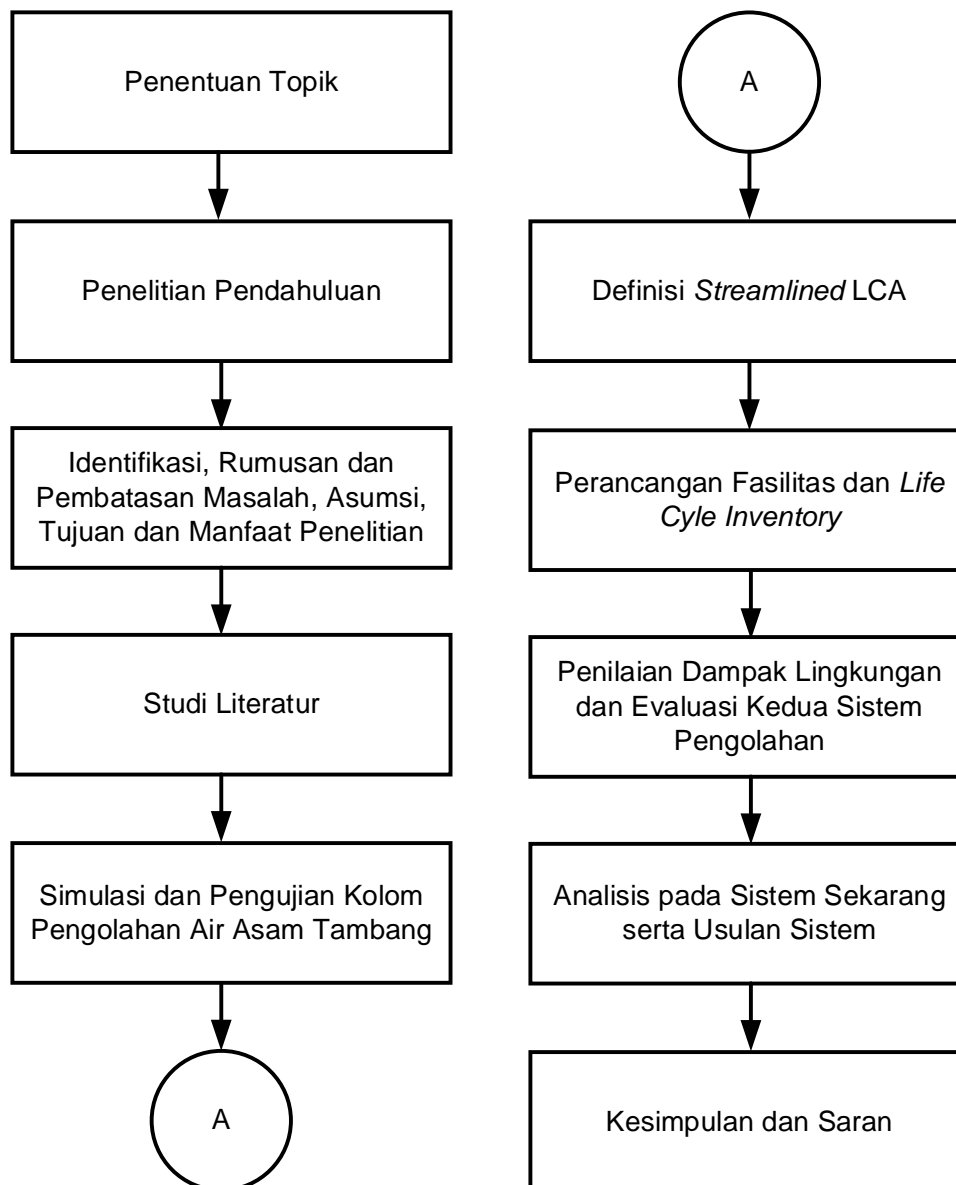 Penentuan Topik
Penelitian Pendahuluan
Identifikasi, Rumusan dan
Pembatasan Masalah, Asumsi,
Tujuan dan Manfaat Penelitian
Studi Literatur
Simulasi dan Pengujian Kolom
Pengolahan Air Asam Tambang
A
A
Definisi Streamlined LCA
Perancangan Fasilitas dan Life
Cyle Inventory
Penilaian Dampak Lingkungan
dan Evaluasi Kedua Sistem
Pengolahan
Analisis pada Sistem Sekarang
serta Usulan Sistem
Kesimpulan dan Saran